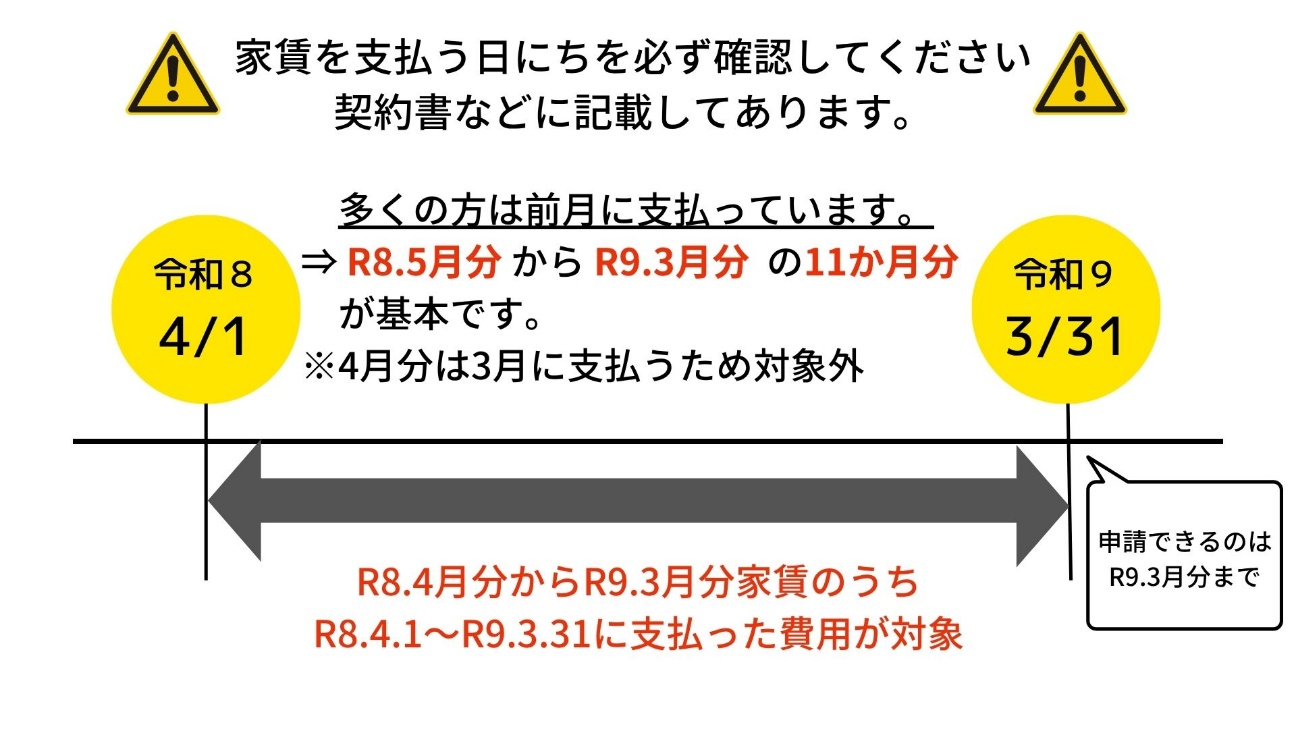 家賃を支払う日にちを必ず確認してください
契約書などに記載してあります。
多くの方は前月に支払っています。
⇒ R8.5月分 から R9.3月分 の11か月分
が基本です。
※4月分は3月に支払うため対象外
令和８
4/1
令和９
3/31
申請できるのは
R9.3月分まで
R8.4月分からR9.3月分家賃のうち
R8.4.1〜R9.3.31に支払った費用が対象